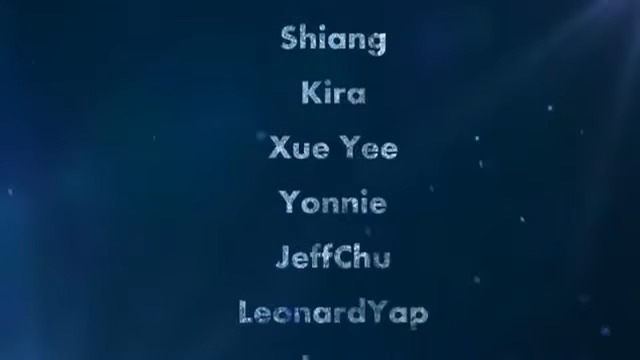 Shiang
Kira
Xue Yee
Yonnie
JeffChu
LeonardYap